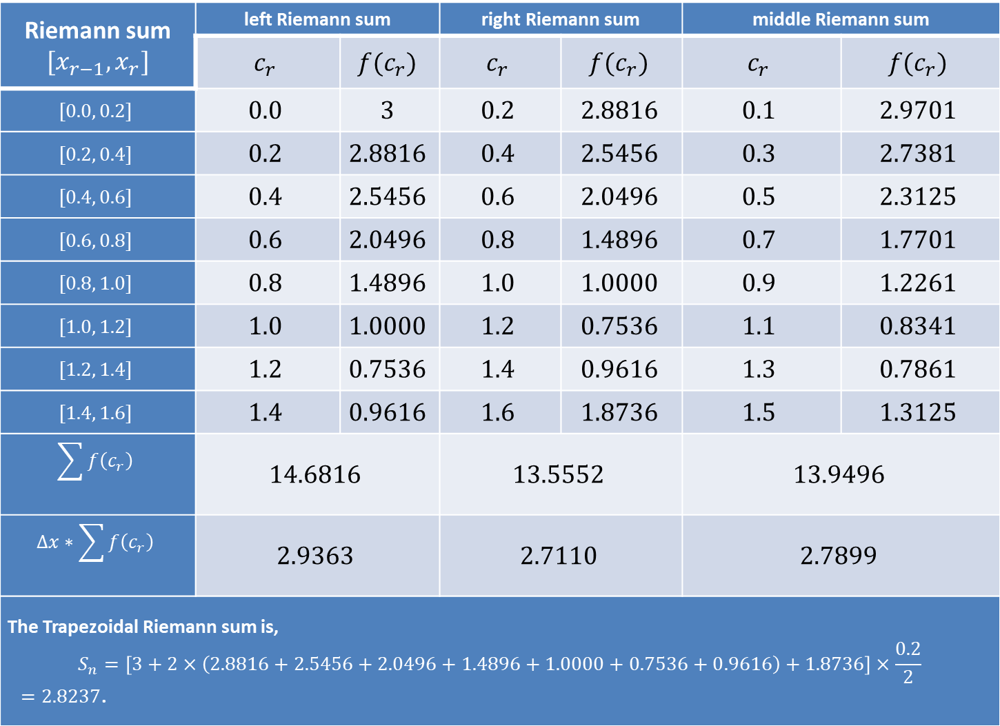 Riemann sum
[x_{r−1}, x_r]
left Riemann sum right Riemann sum middle Riemann sum
c_r f(c_r) c_r f(c_r) c_r f(c_r)
[0.0, 0.2] 0.0 3 0.2 2.8816 0.1 2.9701
[0.2, 0.4] 0.2 2.8816 0.4 2.5456 0.3 2.7381
[0.4, 0.6] 0.4 2.5456 0.6 2.0496 0.5 2.3125
[0.6, 0.8] 0.6 2.0496 0.8 1.4896 0.7 1.7701
[0.8, 1.0] 0.8 1.4896 1.0 1.0000 0.9 1.2261
[1.0, 1.2] 1.0 1.0000 1.2 0.7536 1.1 0.8341
[1.2, 1.4] 1.2 0.7536 1.4 0.9616 1.3 0.7861
[1.4, 1.6] 1.4 0.9616 1.6 1.8736 1.5 1.3125
∑ f(c_r) 14.6816 13.5552 13.9496
Δx ∗ ∑ f(c_r) 2.9363 2.7110 2.7899
The Trapezoidal Riemann sum is,
S_n = [3 + 2 × (2.8816 + 2.5456 + 2.0496 + 1.4896 + 1.0000 + 0.7536 + 0.9616) + 1.8736] × 0.2/2
= 2.8237.